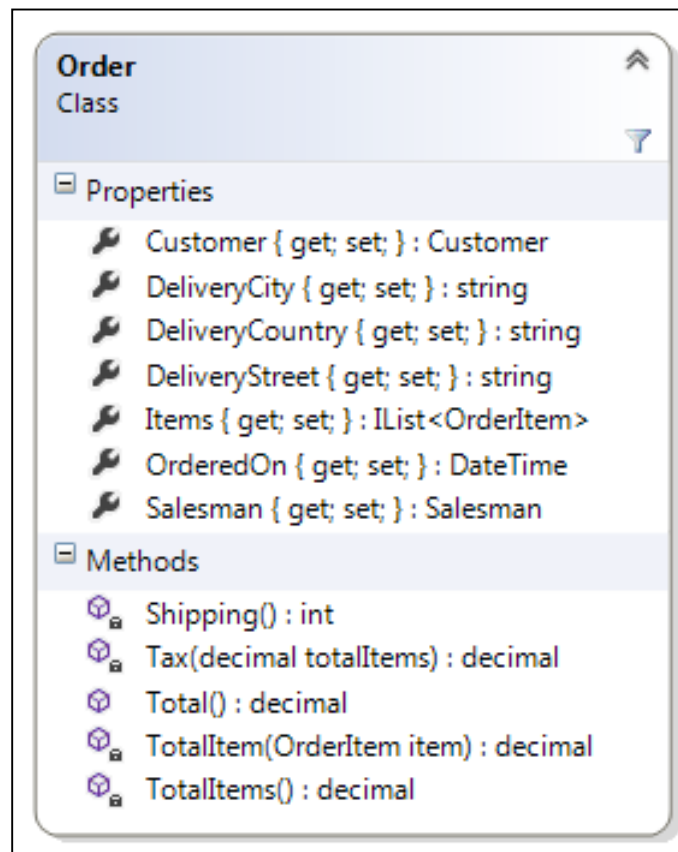 Order
Class
Properties
Customer { get; set; } : Customer
DeliveryCity { get; set; } : string
DeliveryCountry { get; set; } : string
DeliveryStreet { get; set; } : string
Items { get; set; } : IList<OrderItem>
OrderedOn { get; set; } : DateTime
Salesman { get; set; } : Salesman
Methods
Shipping() : int
Tax(decimal totalItems) : decimal
Total() : decimal
TotalItem(OrderItem item) : decimal
TotalItems() : decimal